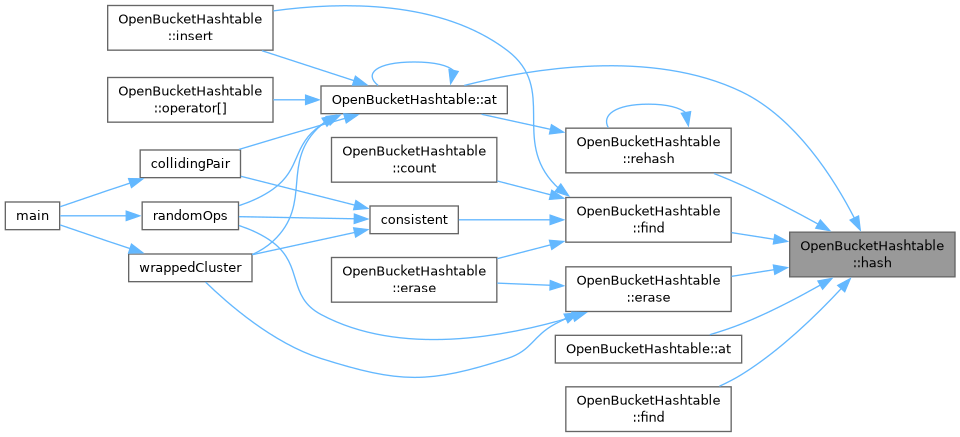 OpenBucketHashtable
::insert
OpenBucketHashtable
::operator[]
OpenBucketHashtable::at
OpenBucketHashtable
::rehash
collidingPair
OpenBucketHashtable
::count
main
randomOps
consistent
OpenBucketHashtable
::find
OpenBucketHashtable
::hash
wrappedCluster
OpenBucketHashtable
::erase
OpenBucketHashtable
::erase
OpenBucketHashtable::at
OpenBucketHashtable
::find